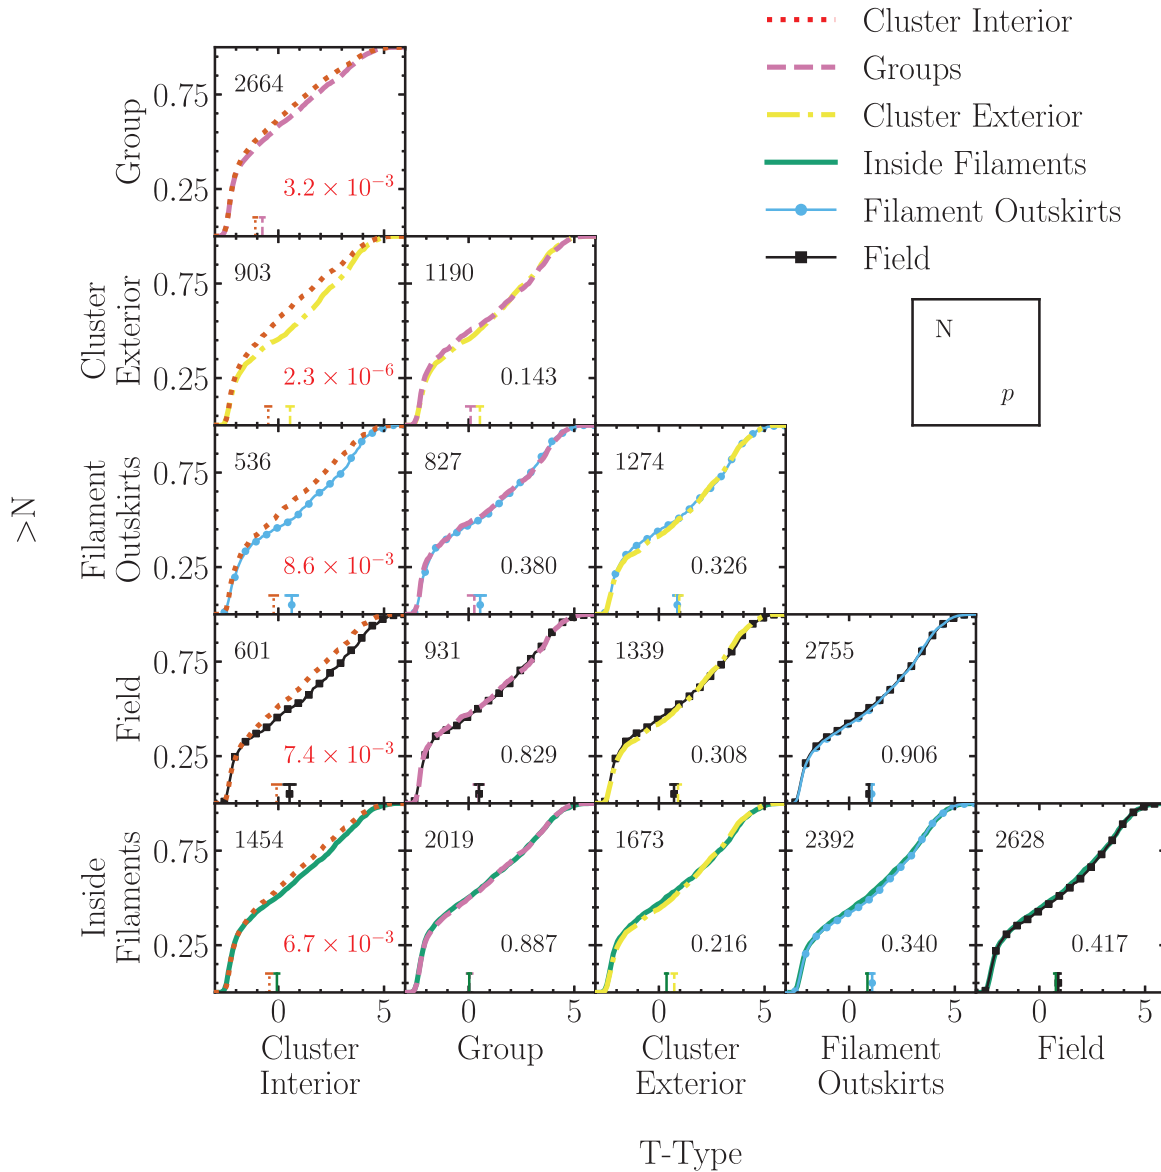 Cluster Interior
Groups
Cluster Exterior
Inside Filaments
Filament Outskirts
Field
N
p
>N
Group
0.75
0.25
2664
3.2 × 10⁻³
Cluster
Exterior
0.75
0.25
903
2.3 × 10⁻⁶
1190
0.143
Filament
Outskirts
0.75
0.25
536
8.6 × 10⁻³
827
0.380
1274
0.326
Field
0.75
0.25
601
7.4 × 10⁻³
931
0.829
1339
0.308
2755
0.906
Inside
Filaments
0.75
0.25
1454
6.7 × 10⁻³
2019
0.887
1673
0.216
2392
0.340
2628
0.417
0 5 0 5 0 5 0 5 0 5
Cluster
Interior
Group
Cluster
Exterior
Filament
Outskirts
Field
T-Type